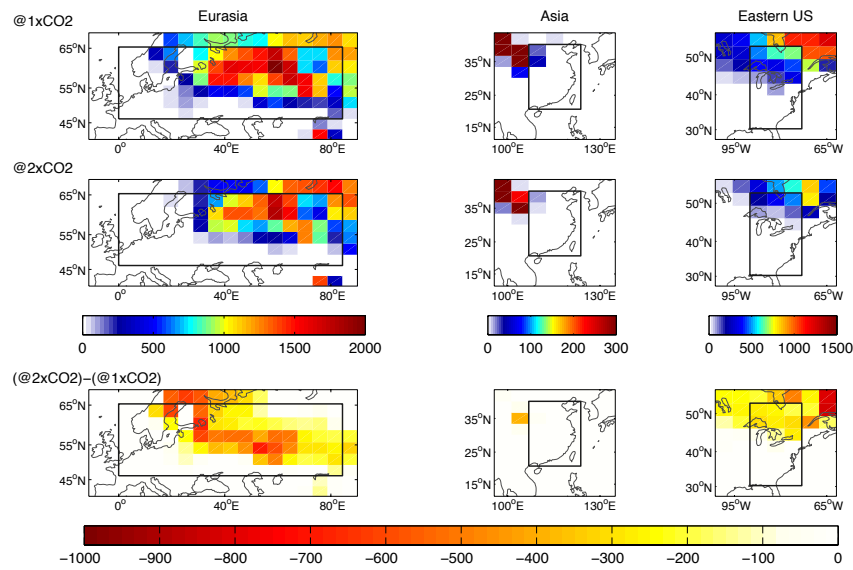 Eurasia Asia Eastern US
@1xCO2
65°N 55°N 45°N 0° 40°E 80°E
35°N 25°N 15°N 100°E 130°E
50°N 40°N 30°N 95°W 65°W
@2xCO2
65°N 55°N 45°N 0° 40°E 80°E
35°N 25°N 15°N 100°E 130°E
50°N 40°N 30°N 95°W 65°W
0 500 1000 1500 2000
0 100 200 300
0 500 1000 1500
(@2xCO2)−(@1xCO2)
65°N 55°N 45°N 0° 40°E 80°E
35°N 25°N 15°N 100°E 130°E
50°N 40°N 30°N 95°W 65°W
−1000 −900 −800 −700 −600 −500 −400 −300 −200 −100 0